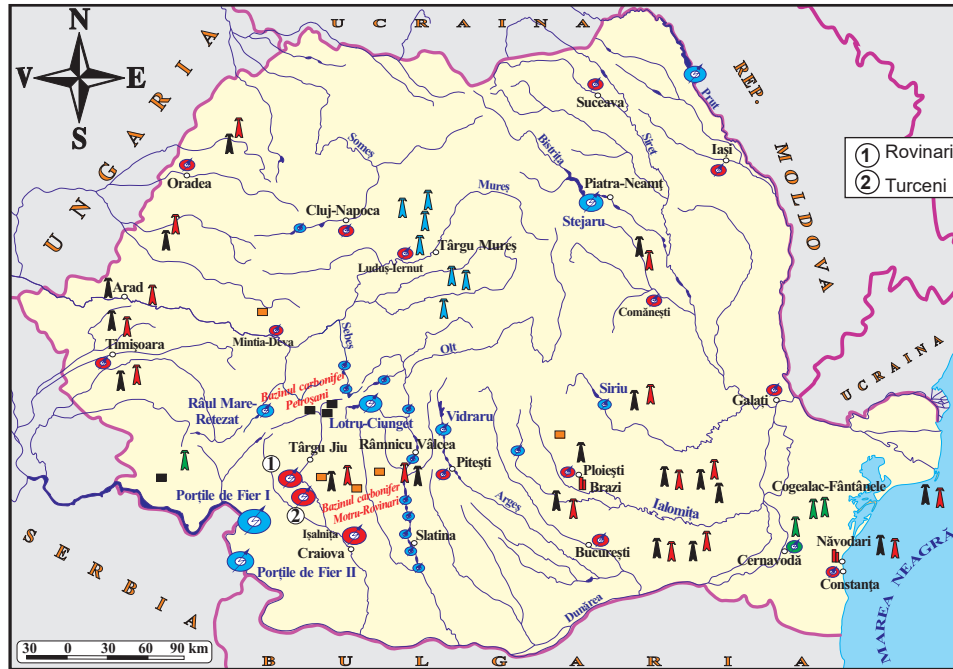 UCRAINA
N
V E
S
UNGARIA
REP. MOLDOVA
Prut
Suceava
Siret
Iași
1 Rovinari
2 Turceni
Someș
Bistrița
Oradea
Piatra-Neamț
Mureș
Cluj-Napoca
Stejaru
Târgu Mureș
Luduș-Iernut
Arad
Comănești
Mintia-Deva
Timișoara
Sebeș
Olt
UCRAINA
Bazinul carbonifer
Petroșani
Siriu
Galați
Râul Mare-
Retezat
Lotru-Ciunget
Vidraru
Târgu Jiu
Râmnicu Vâlcea
1
Pitești
Ploiești
Brazi
Cogealac-Fântânele
Porțile de Fier I
2
Bazinul carbonifer
Motru-Rovinari
Argeș
Ialomița
Ișalnița
Craiova
Slatina
București
Cernavodă
Năvodari
Constanța
Porțile de Fier II
SERBIA
Dunărea
MAREA NEAGRĂ
30 0 30 60 90 km
BULGARIA